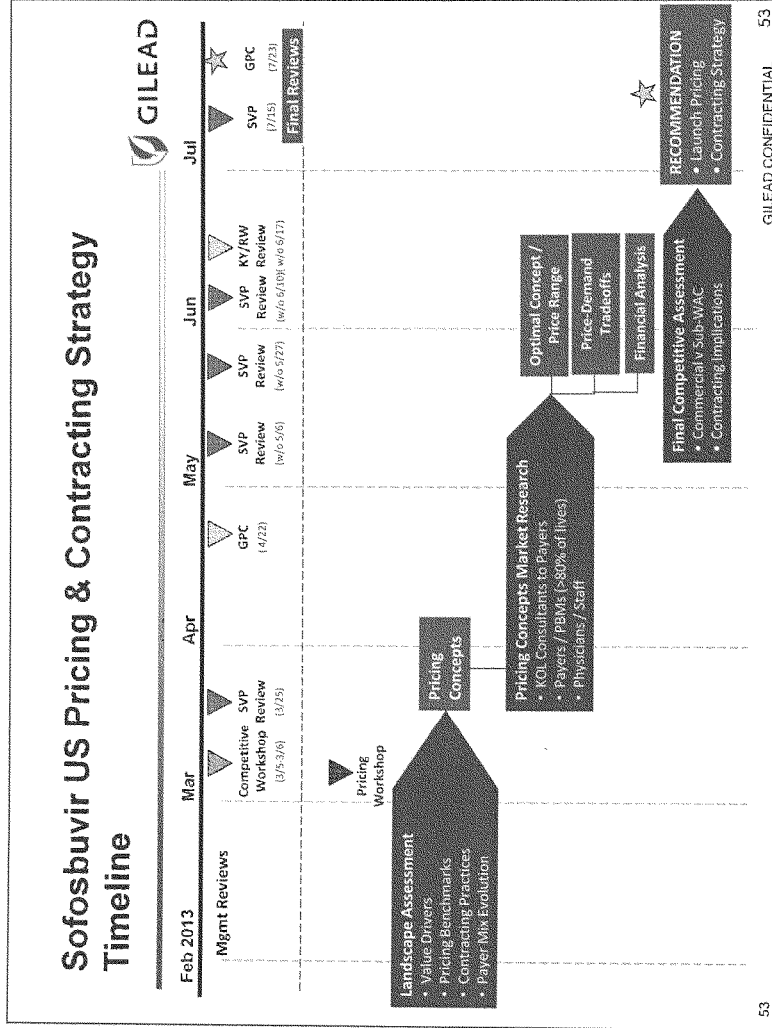 Sofosbuvir US Pricing & Contracting Strategy
Timeline
GILEAD
Feb 2013
Mar
Apr
May
Jun
Jul
Mgmt Reviews
Competitive
Workshop
(3/5-3/6)
SVP
Review
(3/25)
GPC
(4/22)
SVP
Review
(w/o 5/6)
SVP
Review
(w/o 5/27)
SVP
Review
(w/o 6/10)
KY/RW
Review
(w/o 6/17)
SVP
(7/15)
GPC
(7/23)
Final Reviews
Pricing
Workshop
Landscape Assessment
• Value Drivers
• Pricing Benchmarks
• Contracting Practices
• Payer Mix Evolution
Pricing
Concepts
Pricing Concepts Market Research
• KOL Consultants to Payers
• Payers / PBMs (>80% of lives)
• Physicians / Staff
Optimal Concept /
Price Range
Price-Demand
Tradeoffs
Financial Analysis
Final Competitive Assessment
• Commercial v Sub-WAC
• Contracting Implications
RECOMMENDATION
• Launch Pricing
• Contracting Strategy
53
GILEAD CONFIDENTIAL
53